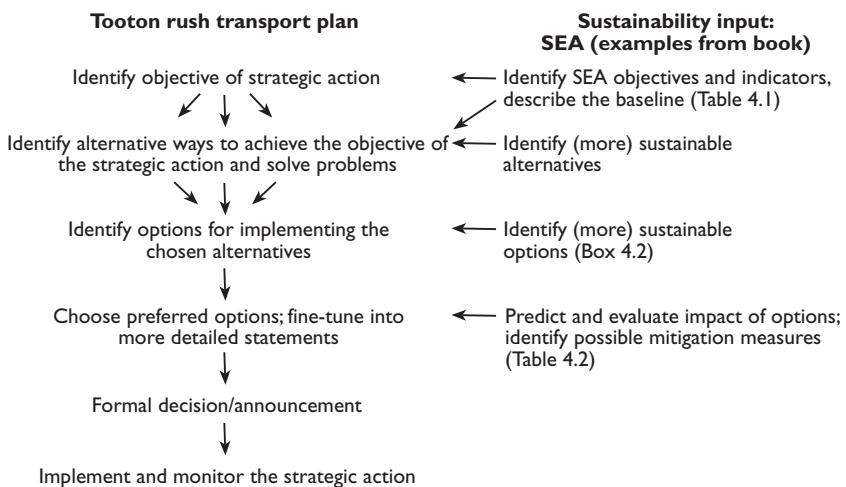 Tooton rush transport plan
Sustainability input:
SEA (examples from book)
Identify objective of strategic action
Identify SEA objectives and indicators,
describe the baseline (Table 4.1)
Identify alternative ways to achieve the objective of
the strategic action and solve problems
Identify (more) sustainable
alternatives
Identify options for implementing the
chosen alternatives
Identify (more) sustainable
options (Box 4.2)
Choose preferred options; fine-tune into
more detailed statements
Predict and evaluate impact of options;
identify possible mitigation measures
(Table 4.2)
Formal decision/announcement
Implement and monitor the strategic action